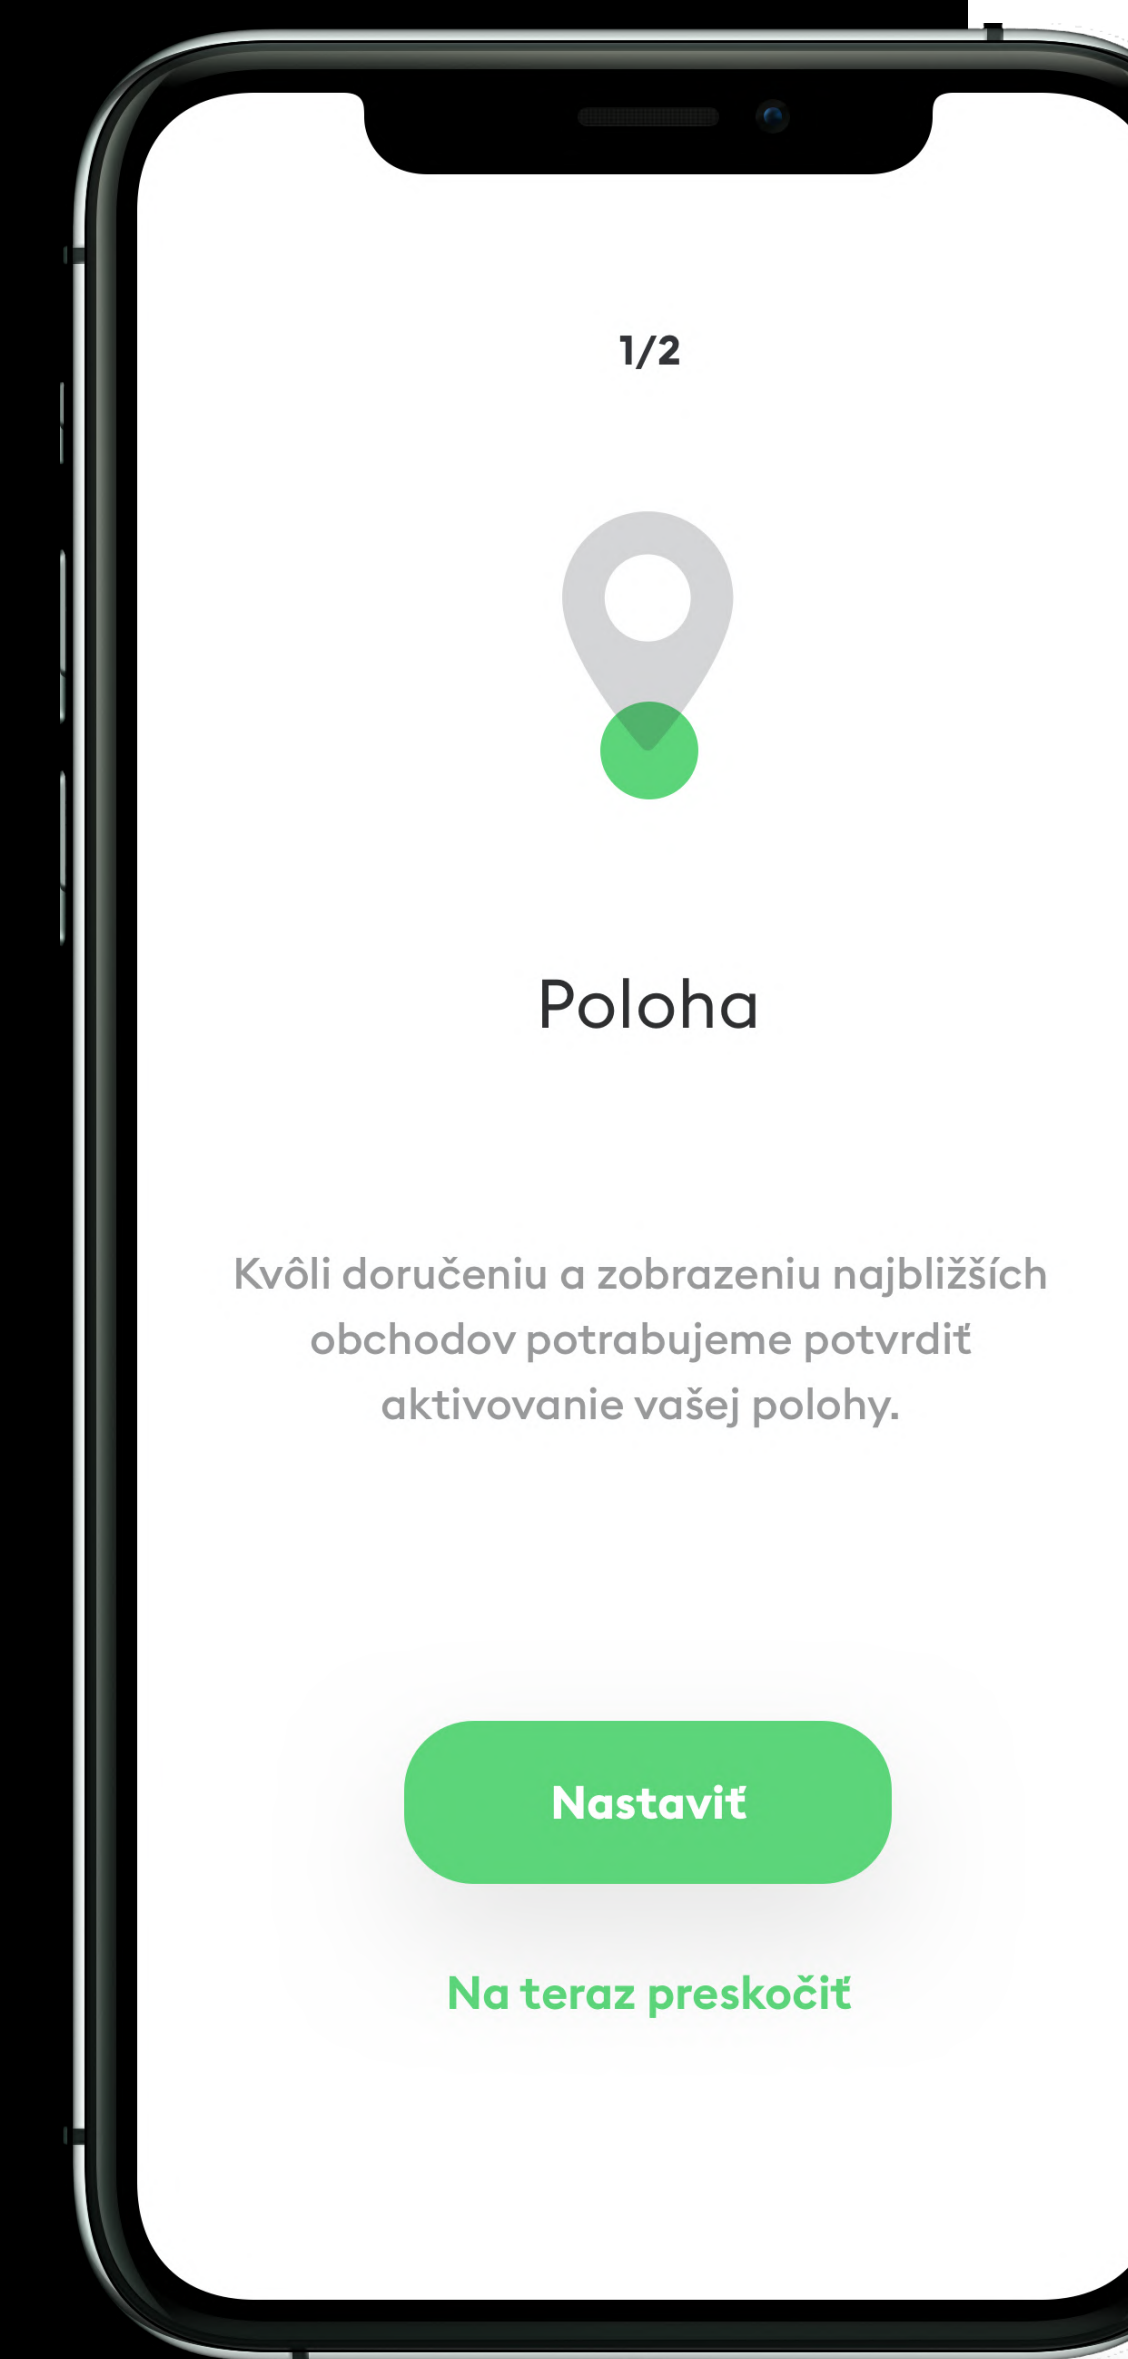 1/2
Poloha
Kvôli doručeniu a zobrazeniu najbližších
obchodov potrabujeme potvrdiť
aktivovanie vašej polohy.
Nastaviť
Na teraz preskočiť